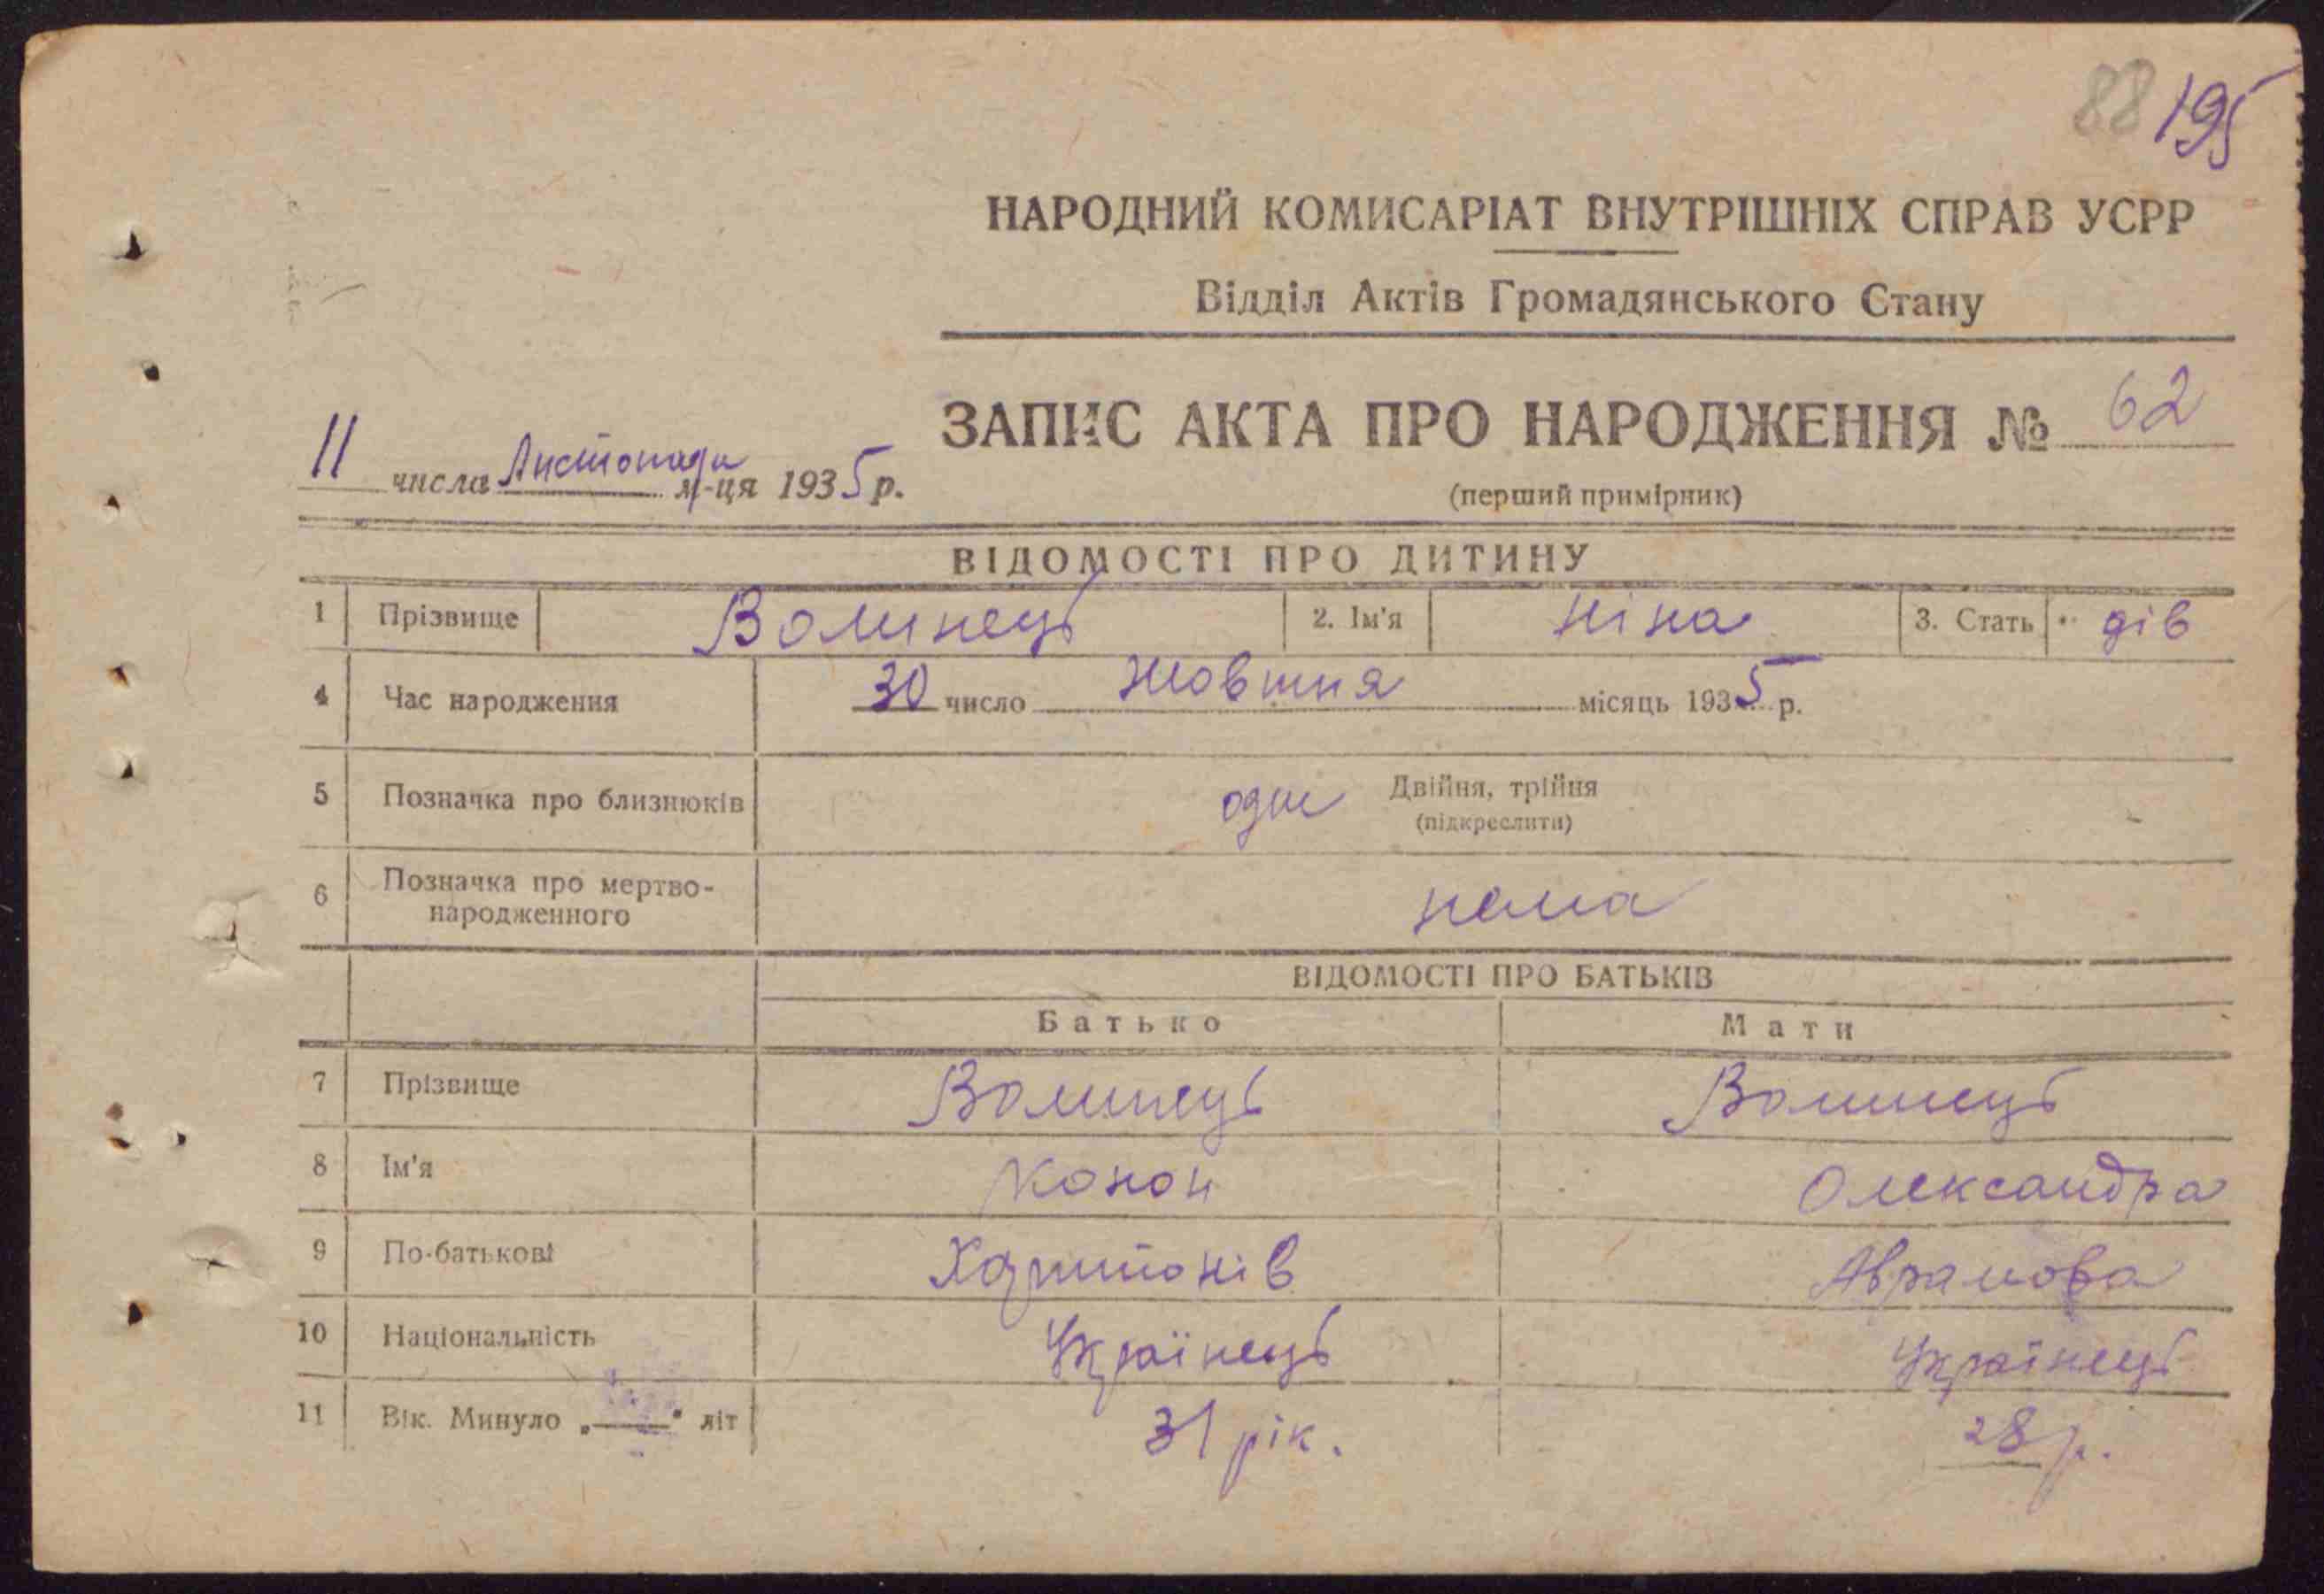 88 195
НАРОДНИЙ КОМИСАРІАТ ВНУТРІШНІХ СПРАВ УСРР
Відділ Актів Громадянського Стану
ЗАПИС АКТА ПРО НАРОДЖЕННЯ № 62
11 числа Листопада м-ця 1935 р.
(перший примірник)
ВІДОМОСТІ ПРО ДИТИНУ
1 Прізвище Волинець 2. Ім'я Ніна 3. Стать дів
4 Час народження 30 число Жовтня місяць 1935 р.
5 Позначка про близнюків одне Двійня, трійня
(підкреслити)
6 Позначка про мертво-
народженного нема
ВІДОМОСТІ ПРО БАТЬКІВ
Батько Мати
7 Прізвище Волинець Волинець
8 Ім'я Конон Олександра
9 По-батькові Харитонів Аврамова
10 Національність Українець Українець
11 Вік. Минуло „ " літ 31 рік. 28 р.